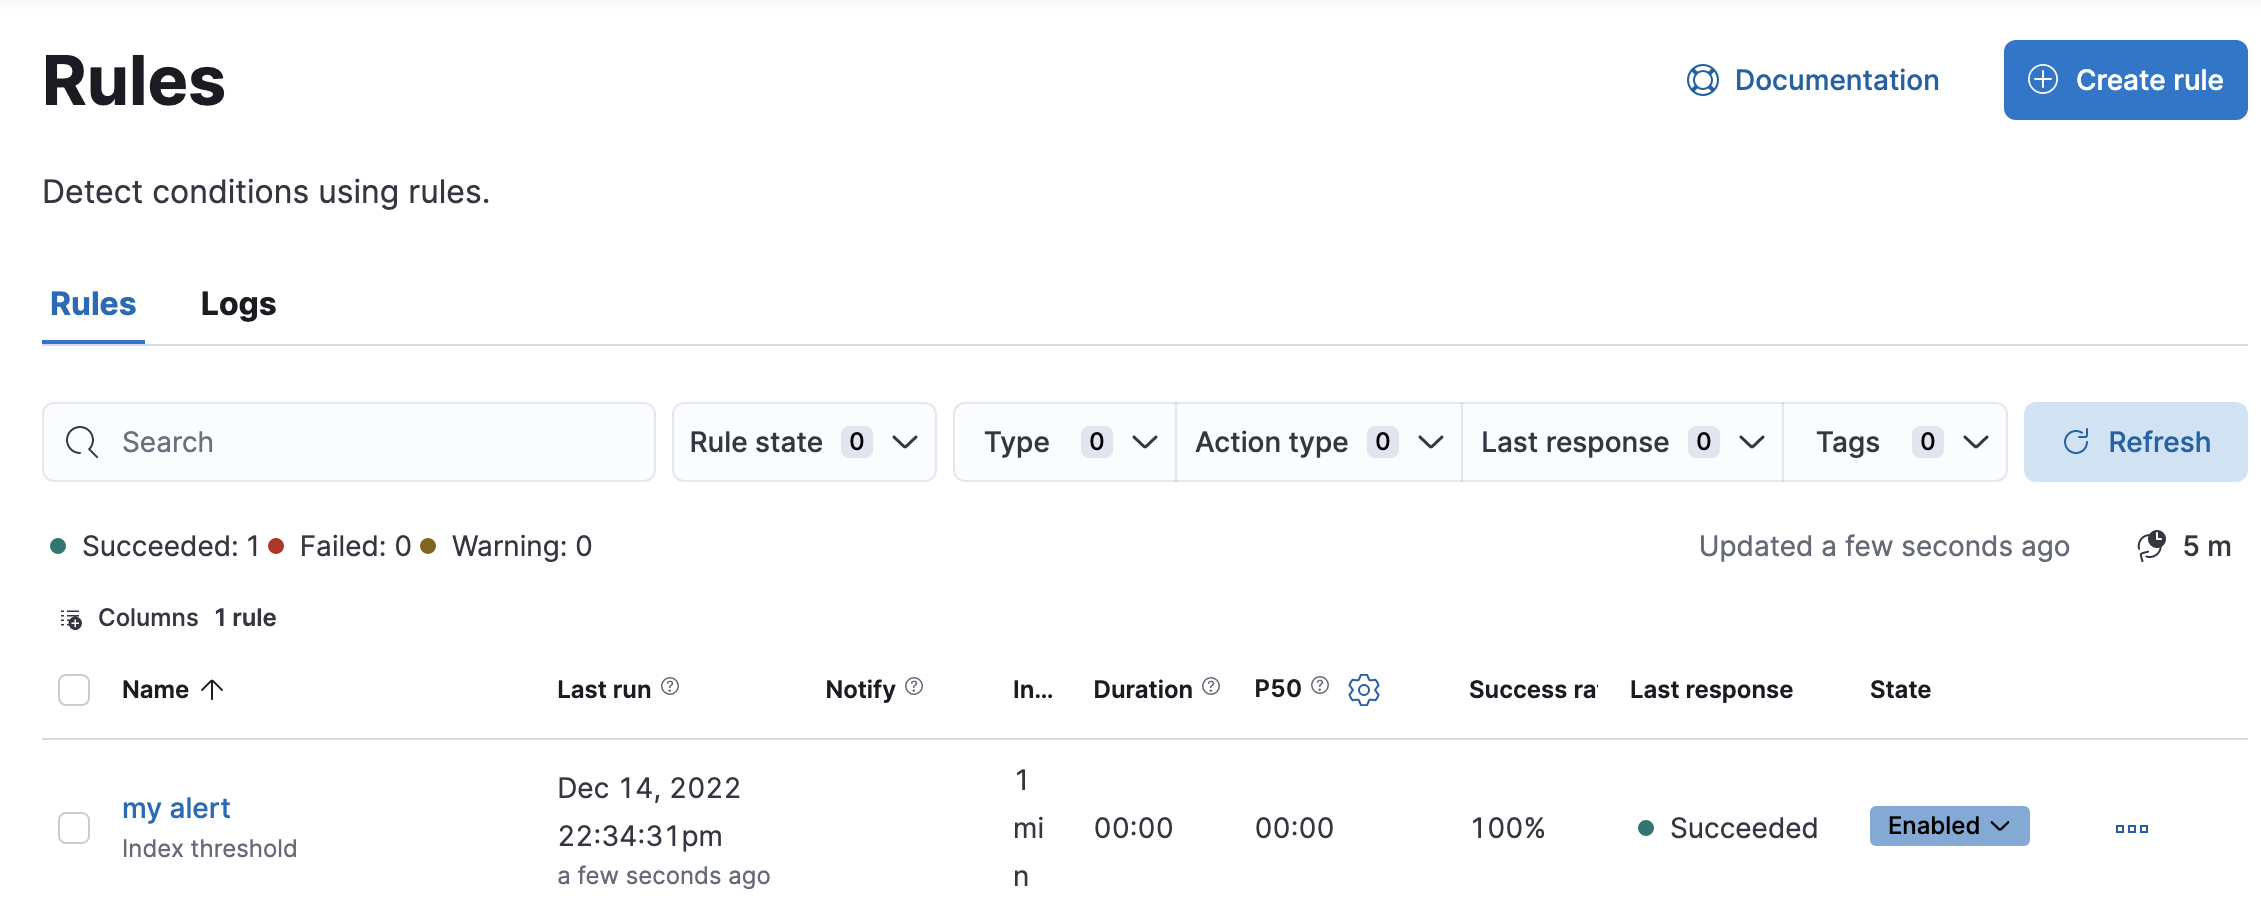 Rules
Documentation
Create rule
Detect conditions using rules.
Rules Logs
Search Rule state 0 Type 0 Action type 0 Last response 0 Tags 0 Refresh
Succeeded: 1 Failed: 0 Warning: 0 Updated a few seconds ago 5 m
Columns 1 rule
Name Last run Notify In... Duration P50 Success ra Last response State
my alert
Index threshold
Dec 14, 2022
22:34:31pm
a few seconds ago
1
mi
n
00:00 00:00 100% Succeeded Enabled